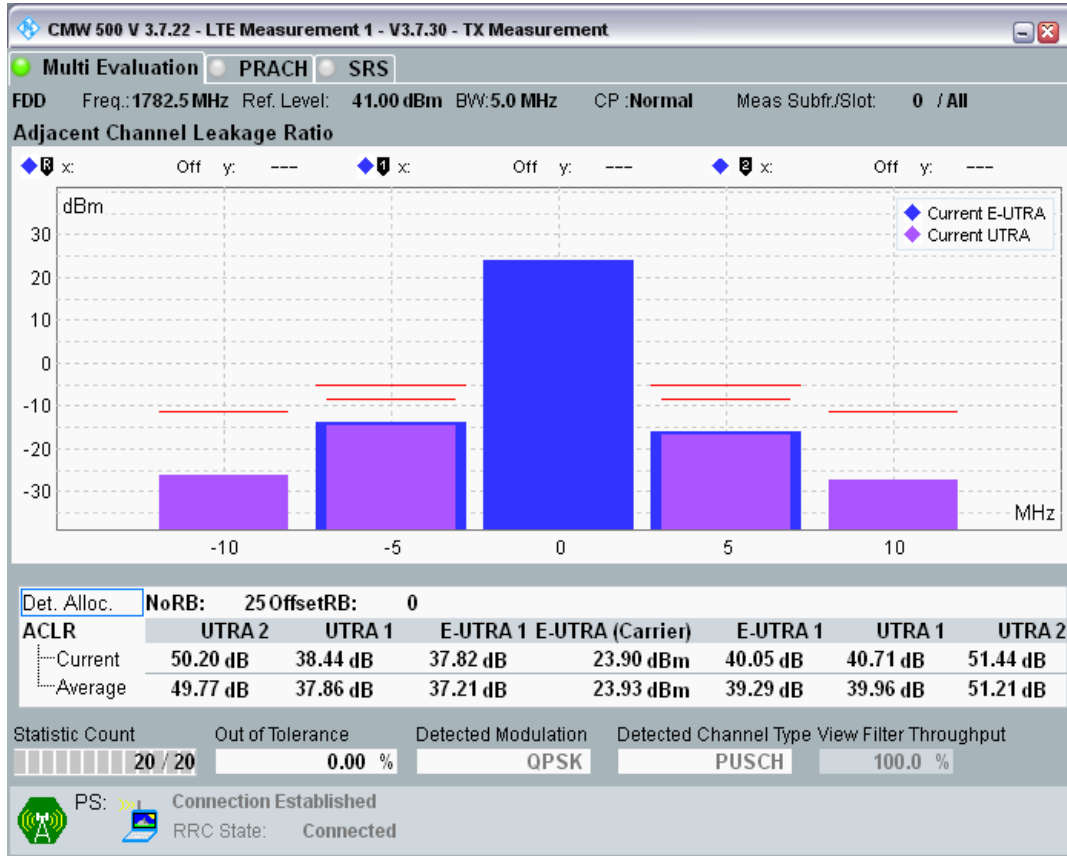 CMW 500 V 3.7.22 - LTE Measurement 1 - V3.7.30 - TX Measurement
Multi Evaluation PRACH SRS
FDD Freq.: 1782.5 MHz Ref. Level: 41.00 dBm BW: 5.0 MHz CP : Normal Meas Subfr./Slot: 0 / All
Adjacent Channel Leakage Ratio
R x: Off y: --- 1 x: Off y: --- 2 x: Off y: ---
dBm
Current E-UTRA
Current UTRA
30
20
10
0
-10
-20
-30
MHz
-10 -5 0 5 10
Det. Alloc. NoRB: 25 OffsetRB: 0
ACLR UTRA 2 UTRA 1 E-UTRA 1 E-UTRA (Carrier) E-UTRA 1 UTRA 1 UTRA 2
Current 50.20 dB 38.44 dB 37.82 dB 23.90 dBm 40.05 dB 40.71 dB 51.44 dB
Average 49.77 dB 37.86 dB 37.21 dB 23.93 dBm 39.29 dB 39.96 dB 51.21 dB
Statistic Count Out of Tolerance Detected Modulation Detected Channel Type View Filter Throughput
20 / 20 0.00 % QPSK PUSCH 100.0 %
PS: Connection Established
RRC State: Connected